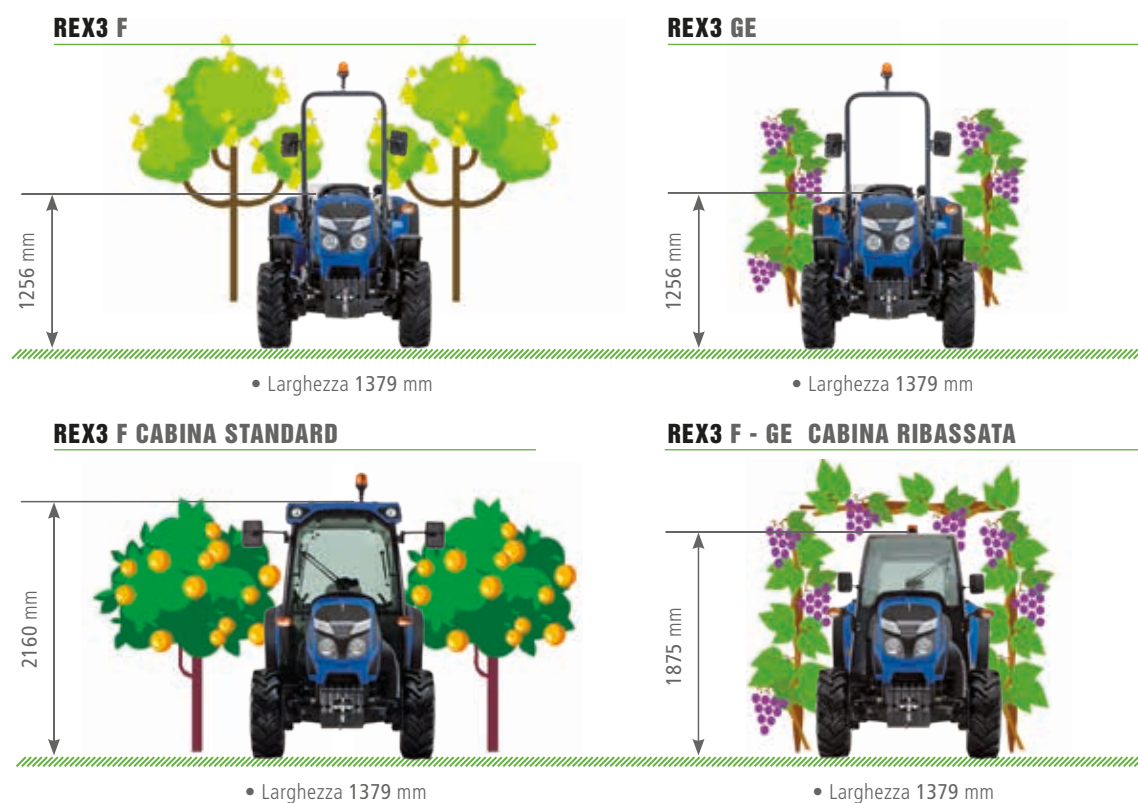 REX3 F
REX3 GE
1256 mm
1256 mm
• Larghezza 1379 mm
• Larghezza 1379 mm
REX3 F CABINA STANDARD
REX3 F - GE CABINA RIBASSATA
2160 mm
1875 mm
• Larghezza 1379 mm
• Larghezza 1379 mm